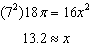 (7²)18π = 16x²
13.2 ≈ x